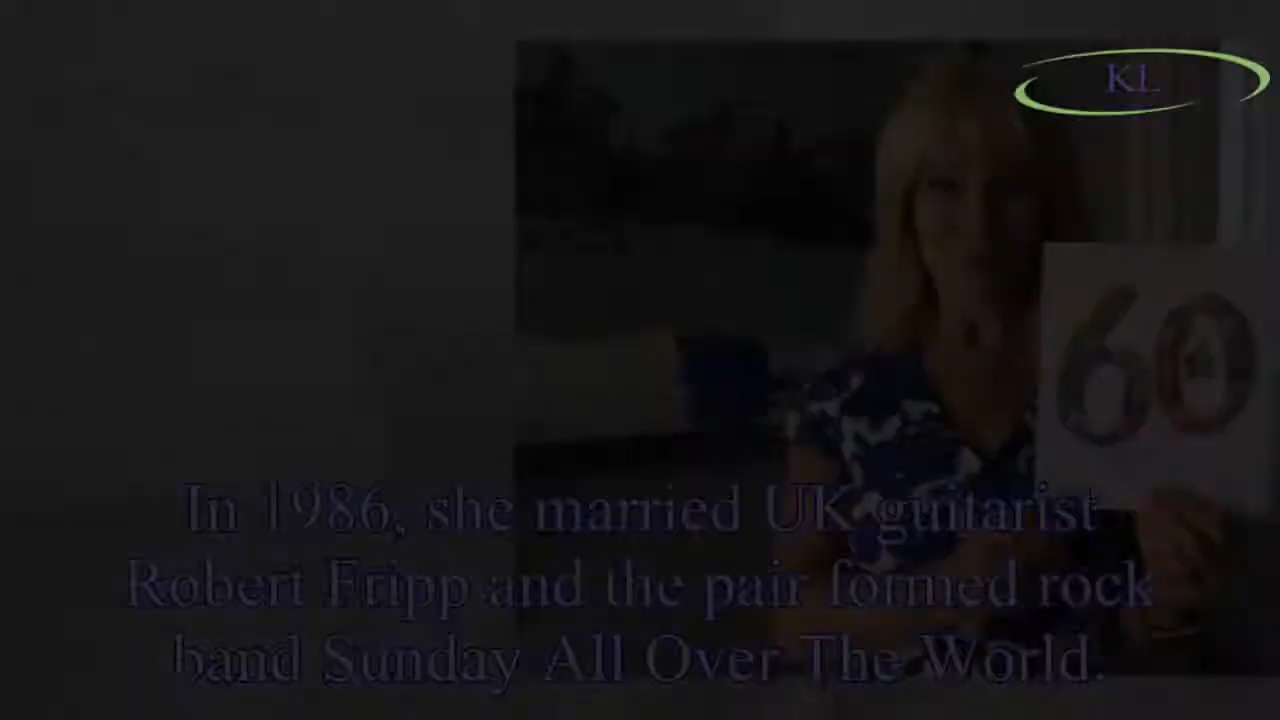 KL
60
In 1986, she married UK guitarist
Robert Fripp and the pair formed rock
band Sunday All Over The World.